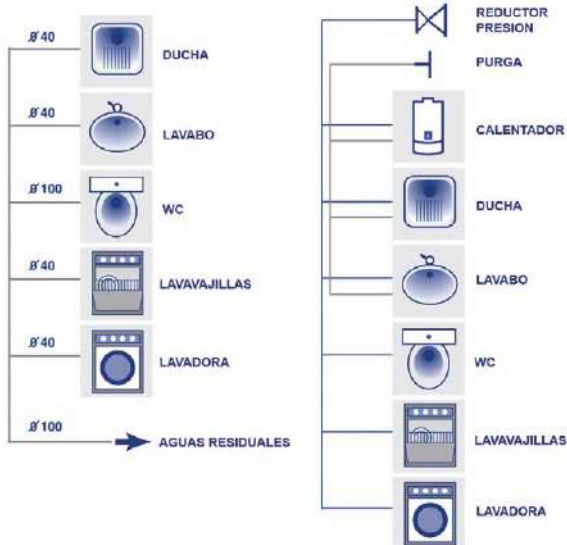 Ø 40
DUCHA
Ø 40
LAVABO
Ø 100
WC
Ø 40
LAVAVAJILLAS
Ø 40
LAVADORA
Ø 100
AGUAS RESIDUALES
REDUCTOR
PRESION
PURGA
CALENTADOR
DUCHA
LAVABO
WC
LAVAVAJILLAS
LAVADORA